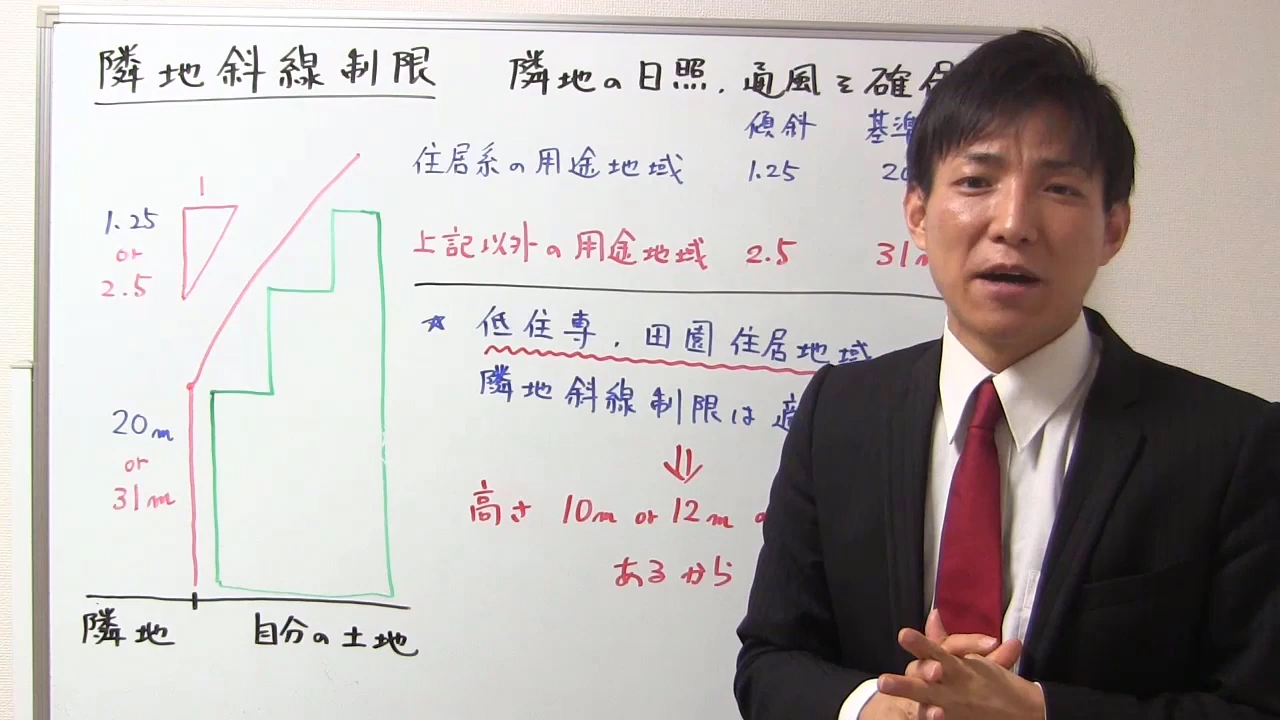 隣地斜線制限
隣地の日照,通風を確保
傾斜 基準
住居系の用途地域 1.25 20
上記以外の用途地域 2.5 31m
1
1.25
or
2.5
☆ 低住専,田園住居地域
隣地斜線制限は適
⇓
高さ 10m or 12m
あるから
20m
or
31m
隣地 自分の土地